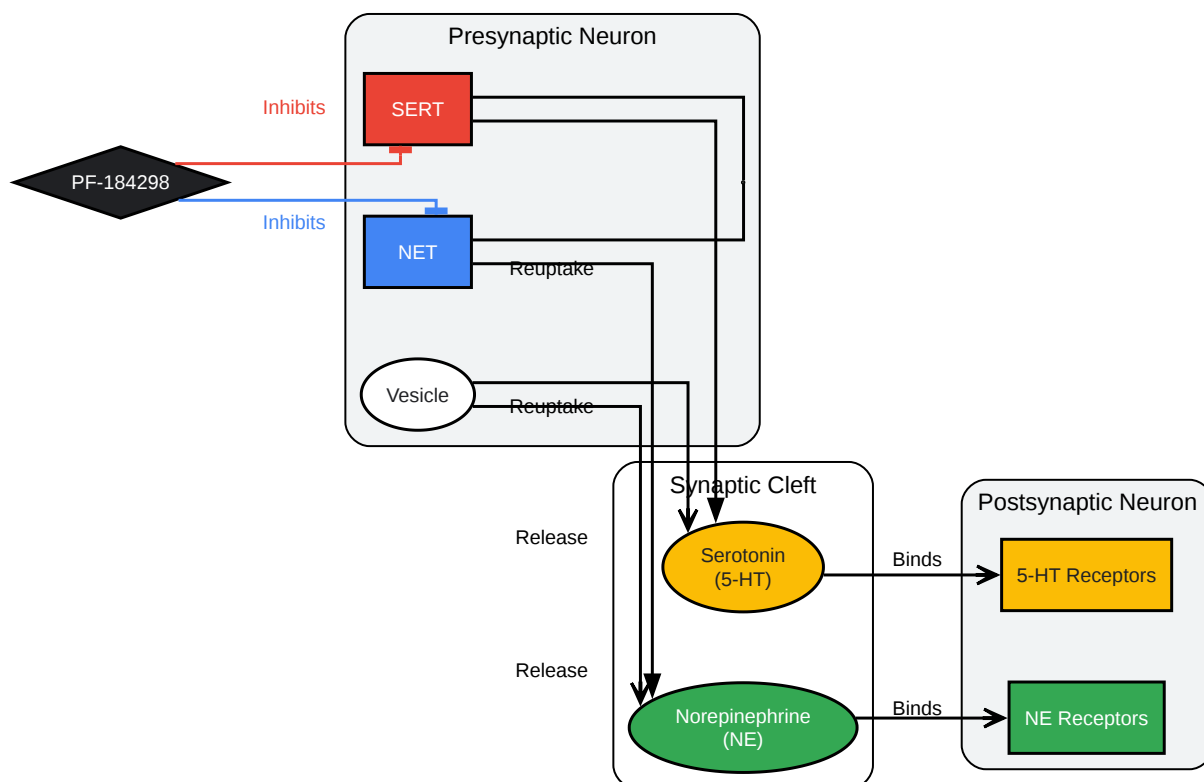 Presynaptic Neuron
Inhibits
SERT
PF-184298
Inhibits
NET
Reuptake
Vesicle
Reuptake
Synaptic Cleft
Postsynaptic Neuron
Release
Serotonin
(5-HT)
Binds
5-HT Receptors
Release
Norepinephrine
(NE)
Binds
NE Receptors